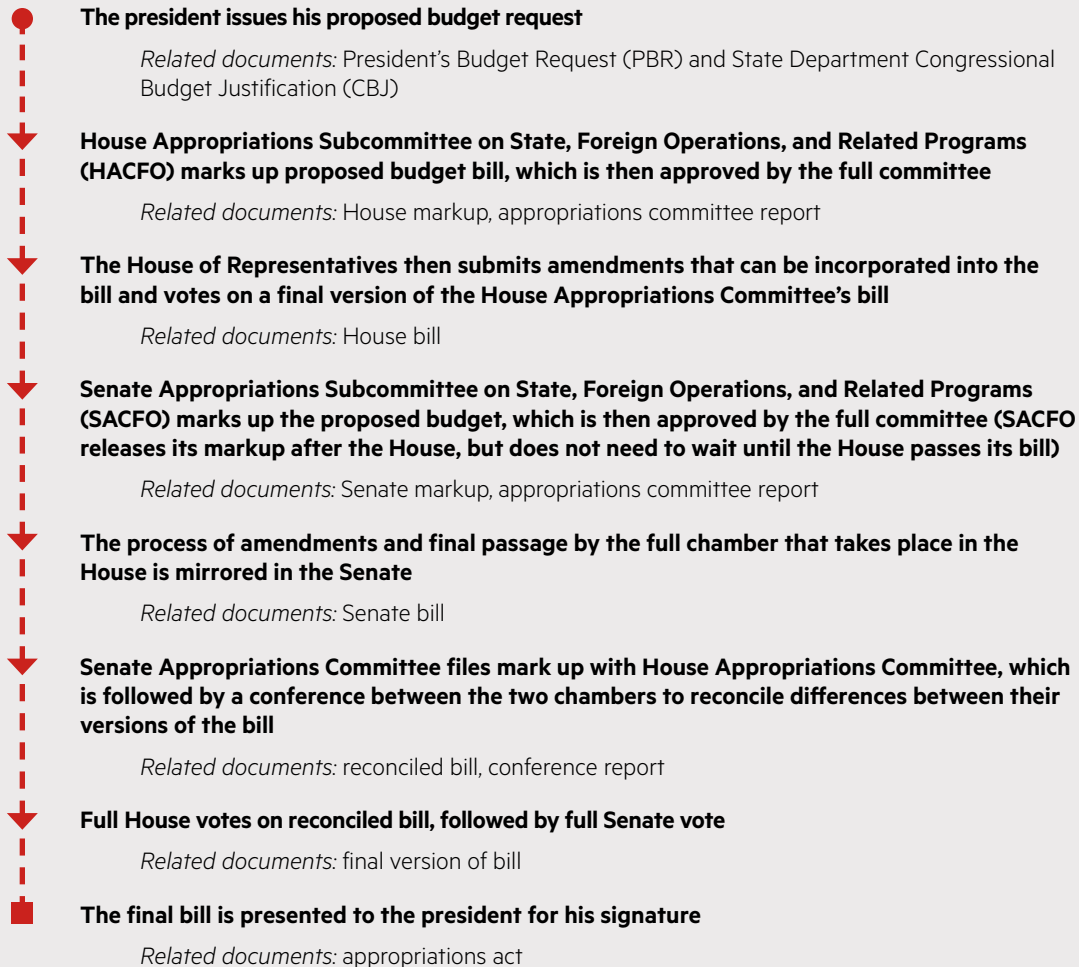 The president issues his proposed budget request
Related documents: President’s Budget Request (PBR) and State Department Congressional
Budget Justification (CBJ)
House Appropriations Subcommittee on State, Foreign Operations, and Related Programs
(HACFO) marks up proposed budget bill, which is then approved by the full committee
Related documents: House markup, appropriations committee report
The House of Representatives then submits amendments that can be incorporated into the
bill and votes on a final version of the House Appropriations Committee’s bill
Related documents: House bill
Senate Appropriations Subcommittee on State, Foreign Operations, and Related Programs
(SACFO) marks up the proposed budget, which is then approved by the full committee (SACFO
releases its markup after the House, but does not need to wait until the House passes its bill)
Related documents: Senate markup, appropriations committee report
The process of amendments and final passage by the full chamber that takes place in the
House is mirrored in the Senate
Related documents: Senate bill
Senate Appropriations Committee files mark up with House Appropriations Committee, which
is followed by a conference between the two chambers to reconcile differences between their
versions of the bill
Related documents: reconciled bill, conference report
Full House votes on reconciled bill, followed by full Senate vote
Related documents: final version of bill
The final bill is presented to the president for his signature
Related documents: appropriations act